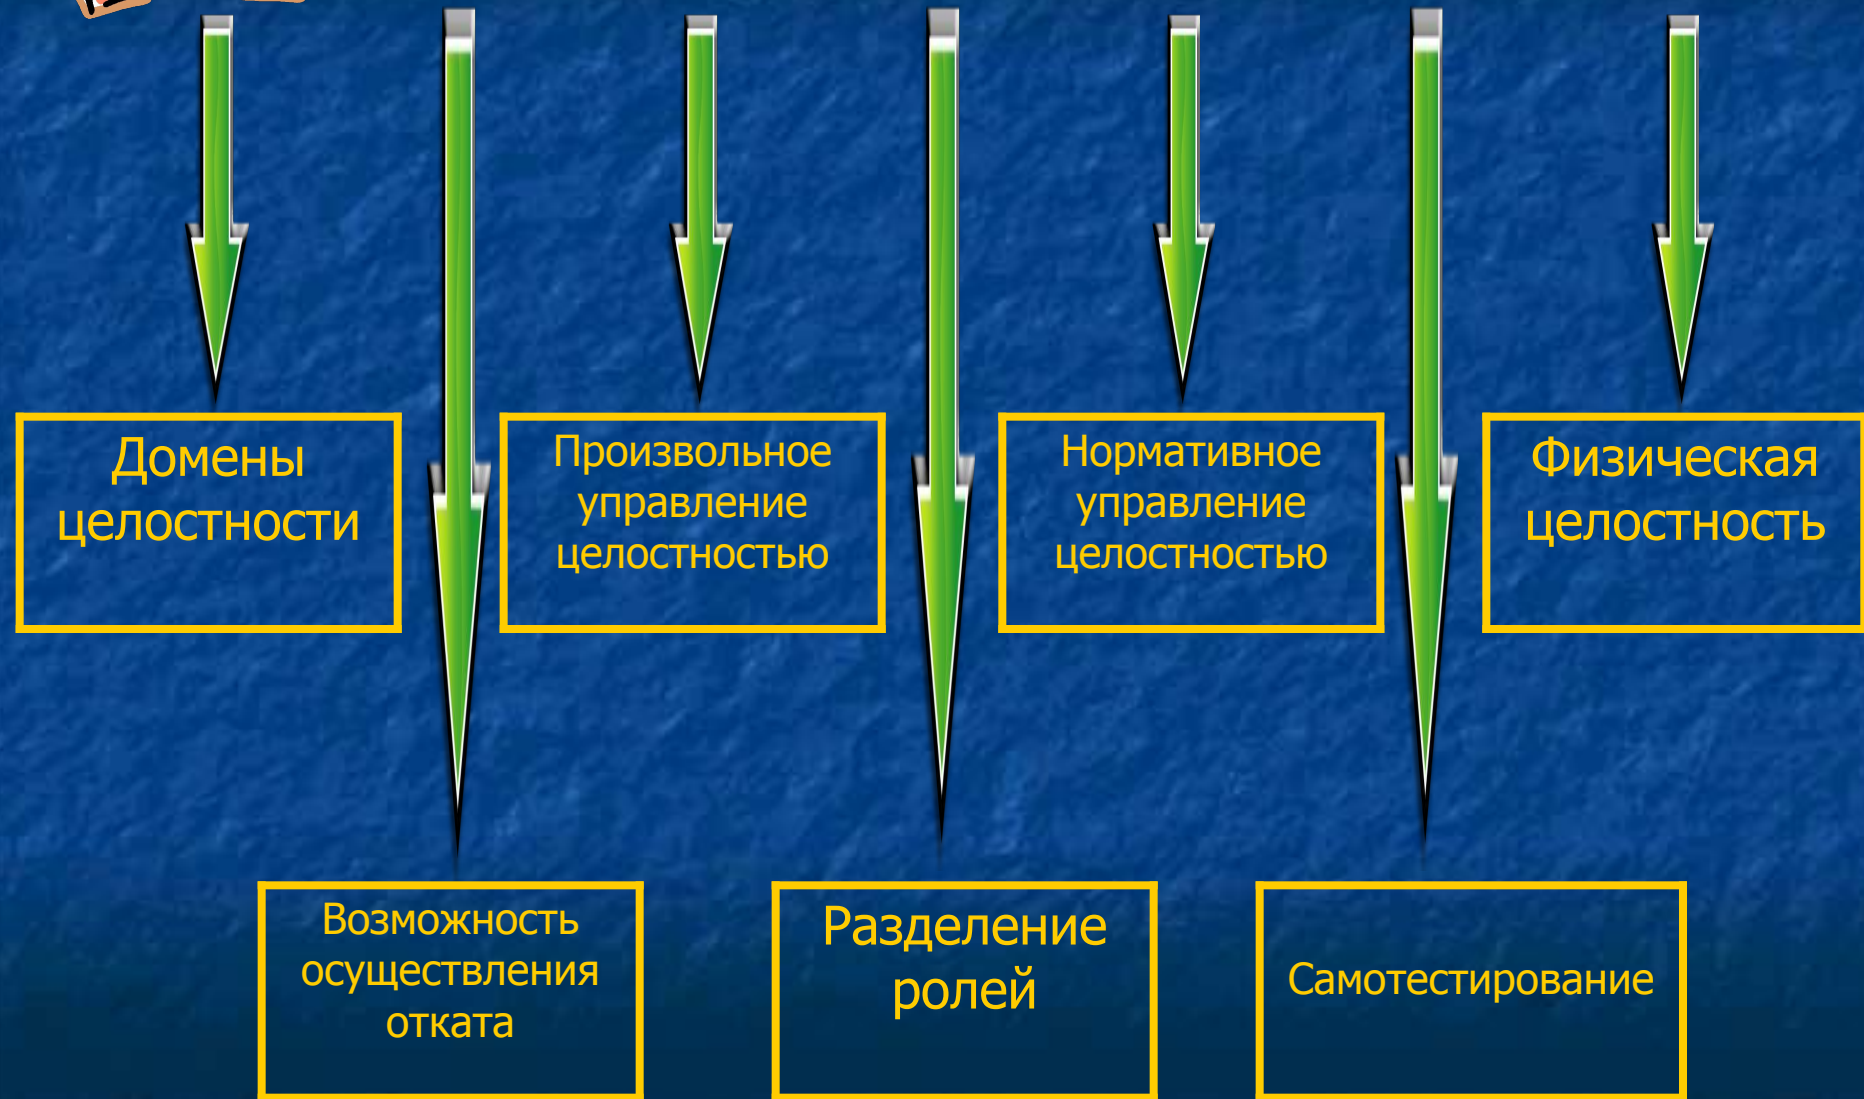 Домены
целостности
Произвольное
управление
целостностью
Нормативное
управление
целостностью
Физическая
целостность
Возможность
осуществления
отката
Разделение
ролей
Самотестирование